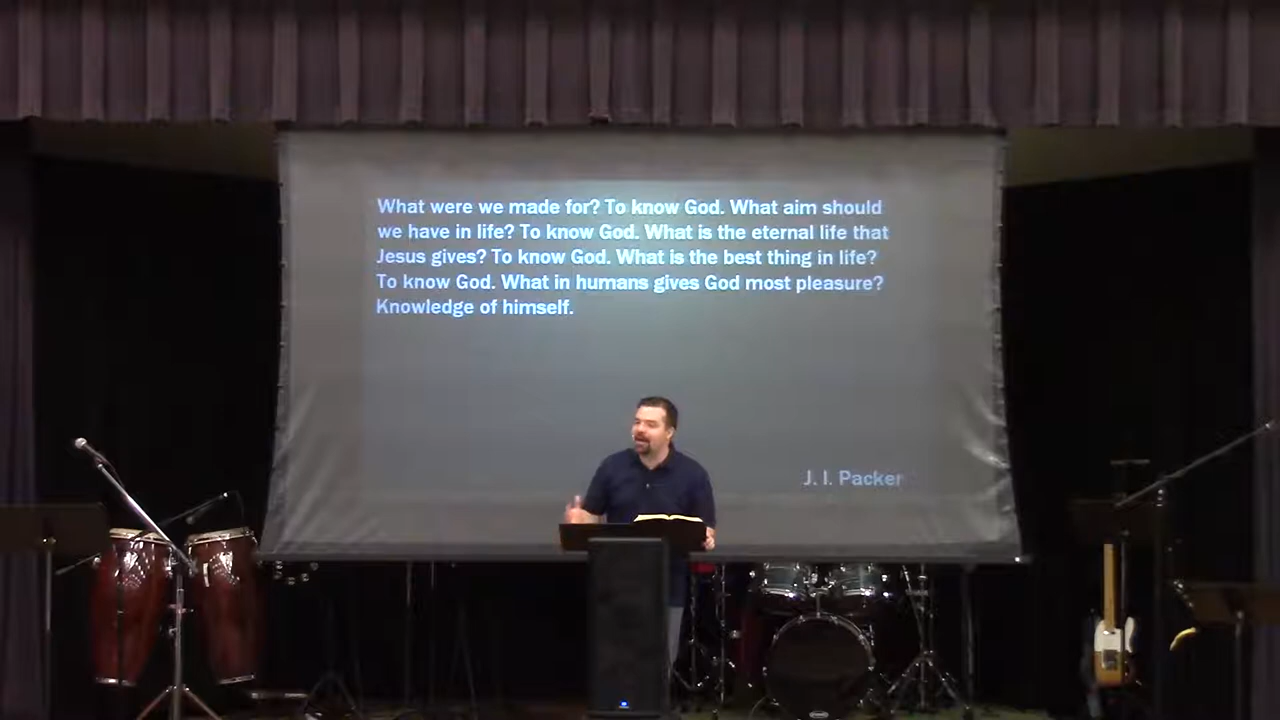 What were we made for? To know God. What aim should
we have in life? To know God. What is the eternal life that
Jesus gives? To know God. What is the best thing in life?
To know God. What in humans gives God most pleasure?
Knowledge of himself.
J. I. Packer